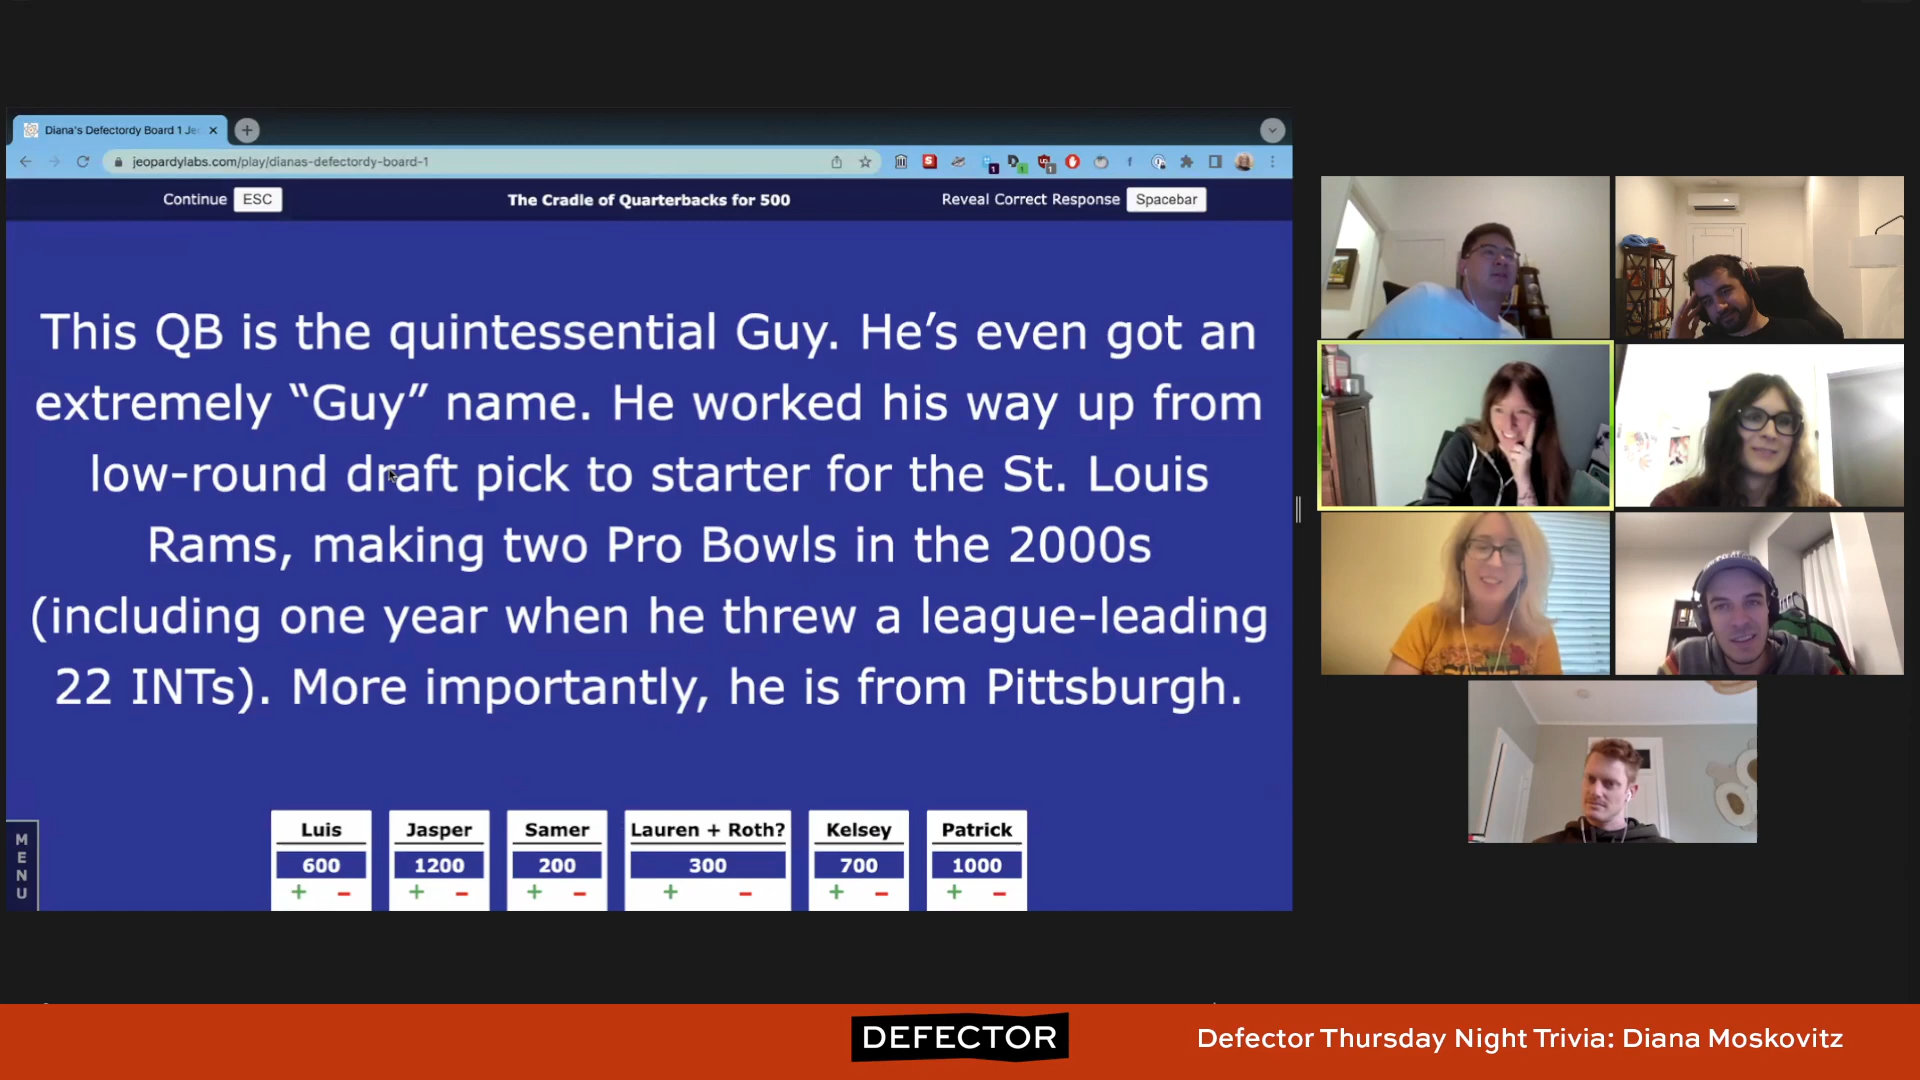 Diana's Defectordy Board 1 Je
jeopardylabs.com/play/dianas-defectordy-board-1
Continue ESC
The Cradle of Quarterbacks for 500
Reveal Correct Response Spacebar
This QB is the quintessential Guy. He’s even got an
extremely “Guy” name. He worked his way up from
low-round draft pick to starter for the St. Louis
Rams, making two Pro Bowls in the 2000s
(including one year when he threw a league-leading
22 INTs). More importantly, he is from Pittsburgh.
MENU
Luis Jasper Samer Lauren + Roth? Kelsey Patrick
600 1200 200 300 700 1000
+ − + − + − + − + − + −
DEFECTOR
Defector Thursday Night Trivia: Diana Moskovitz